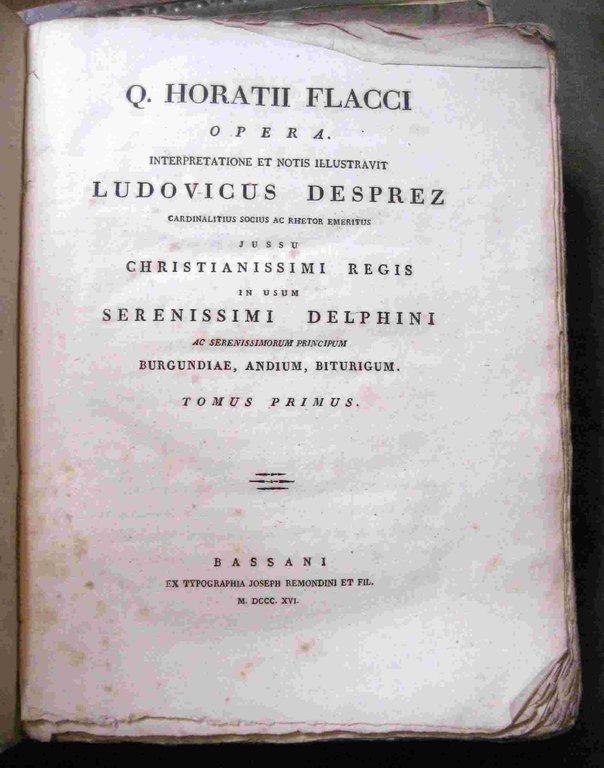 Q. HORATII FLACCI
OPERA.
INTERPRETATIONE ET NOTIS ILLUSTRAVIT
LUDOVICUS DESPREZ
CARDINALITIUS SOCIUS AC RHETOR EMERITUS
JUSSU
CHRISTIANISSIMI REGIS
IN USUM
SERENISSIMI DELPHINI
AC SERENISSIMORUM PRINCIPUM
BURGUNDIAE, ANDIUM, BITURIGUM.
TOMUS PRIMUS.
BASSANI
EX TYPOGRAPHIA JOSEPH REMONDINI ET FIL.
M. DCCC. XVI.